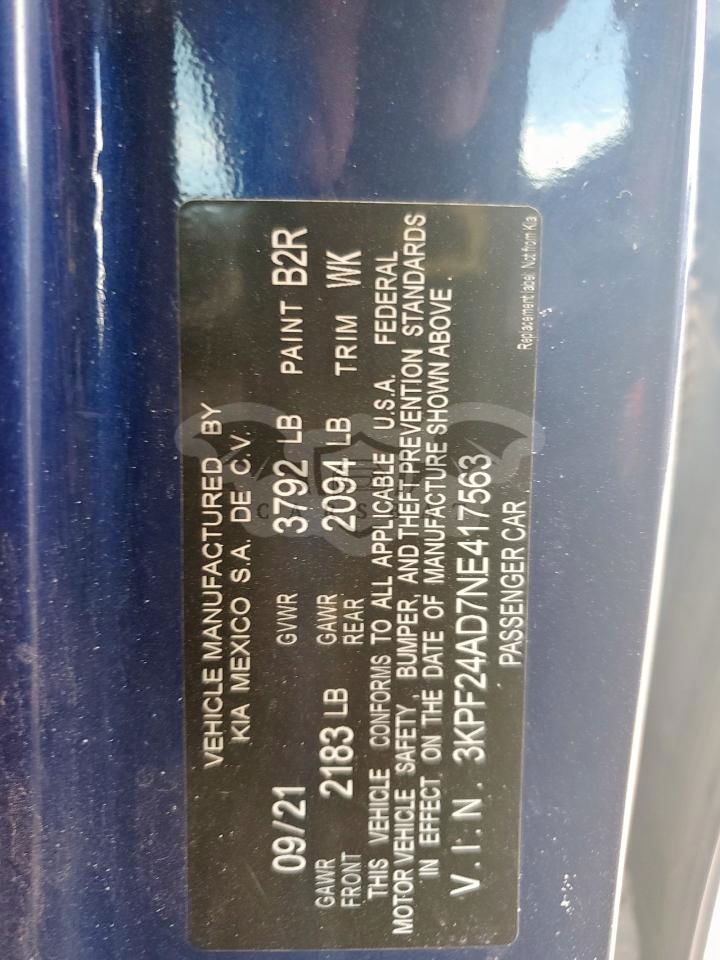 VEHICLE MANUFACTURED BY
KIA MEXICO S.A. DE C.V.
09/21 GVWR 3792 LB PAINT B2R
GAWR FRONT 2183 LB GAWR REAR 2094 LB TRIM WK
THIS VEHICLE CONFORMS TO ALL APPLICABLE U.S.A. FEDERAL
MOTOR VEHICLE SAFETY, BUMPER, AND THEFT PREVENTION STANDARDS
IN EFFECT ON THE DATE OF MANUFACTURE SHOWN ABOVE.
V.I.N. 3KPF24AD7NE417563
PASSENGER CAR
Replacement label. Not from Kia